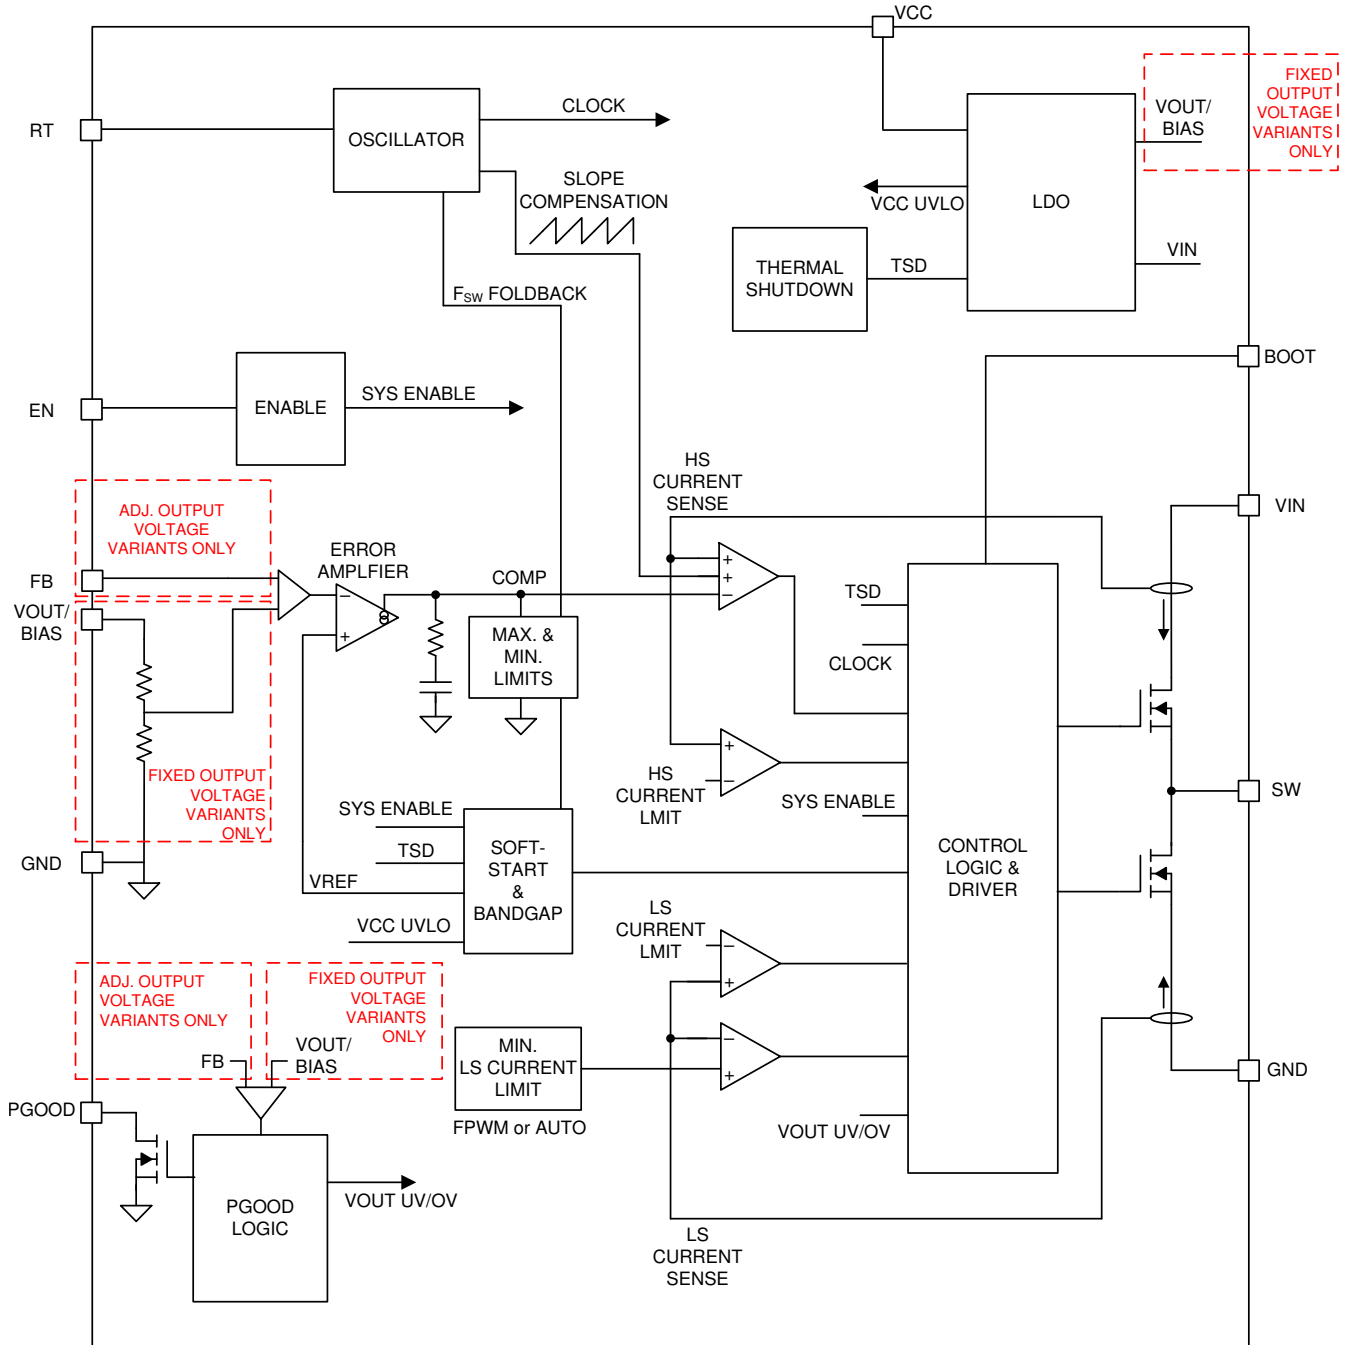 VCC
FIXED
OUTPUT
VOLTAGE
VARIANTS
ONLY
VOUT/
BIAS
RT
OSCILLATOR
CLOCK
SLOPE
COMPENSATION
VCC UVLO
LDO
THERMAL
SHUTDOWN
TSD
VIN
FSW FOLDBACK
BOOT
EN
ENABLE
SYS ENABLE
HS
CURRENT
SENSE
ADJ. OUTPUT
VOLTAGE
VARIANTS ONLY
VIN
FB
ERROR
AMPLFIER
COMP
VOUT/
BIAS
MAX. &
MIN.
LIMITS
TSD
CLOCK
FIXED OUTPUT
VOLTAGE
VARIANTS
ONLY
HS
CURRENT
LMIT
SYS ENABLE
SW
GND
SYS ENABLE
TSD
VREF
VCC UVLO
SOFT-
START
&
BANDGAP
CONTROL
LOGIC &
DRIVER
LS
CURRENT
LMIT
ADJ. OUTPUT
VOLTAGE
VARIANTS ONLY
FIXED OUTPUT
VOLTAGE
VARIANTS
ONLY
FB
VOUT/
BIAS
MIN.
LS CURRENT
LIMIT
FPWM or AUTO
GND
PGOOD
VOUT UV/OV
PGOOD
LOGIC
VOUT UV/OV
LS
CURRENT
SENSE